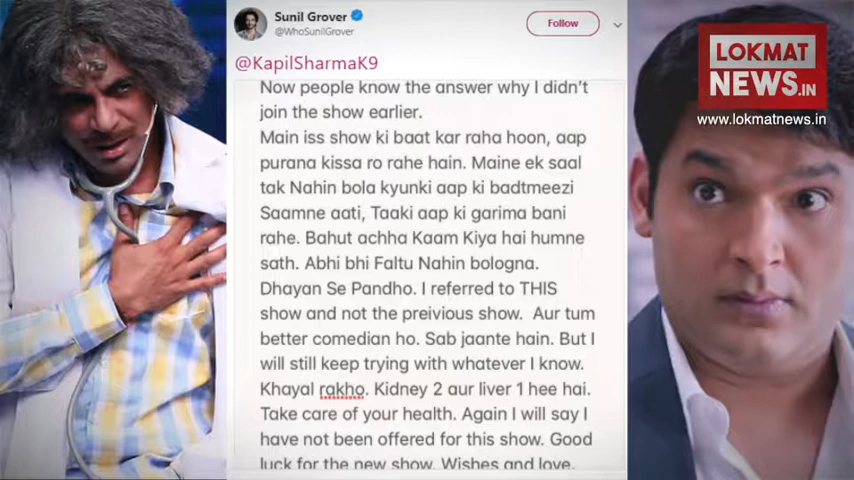 Sunil Grover
@WhoSunilGrover
Follow
@KapilSharmaK9
Now people know the answer why I didn't
join the show earlier.
Main iss show ki baat kar raha hoon, aap
purana kissa ro rahe hain. Maine ek saal
tak Nahin bola kyunki aap ki badtmeezi
Saamne aati, Taaki aap ki garima bani
rahe. Bahut achha Kaam Kiya hai humne
sath. Abhi bhi Faltu Nahin bologna.
Dhayan Se Pandho. I referred to THIS
show and not the preivious show. Aur tum
better comedian ho. Sab jaante hain. But I
will still keep trying with whatever I know.
Khayal rakho. Kidney 2 aur liver 1 hee hai.
Take care of your health. Again I will say I
have not been offered for this show. Good
luck for the new show. Wishes and love.
LOKMAT
NEWS.IN
www.lokmatnews.in